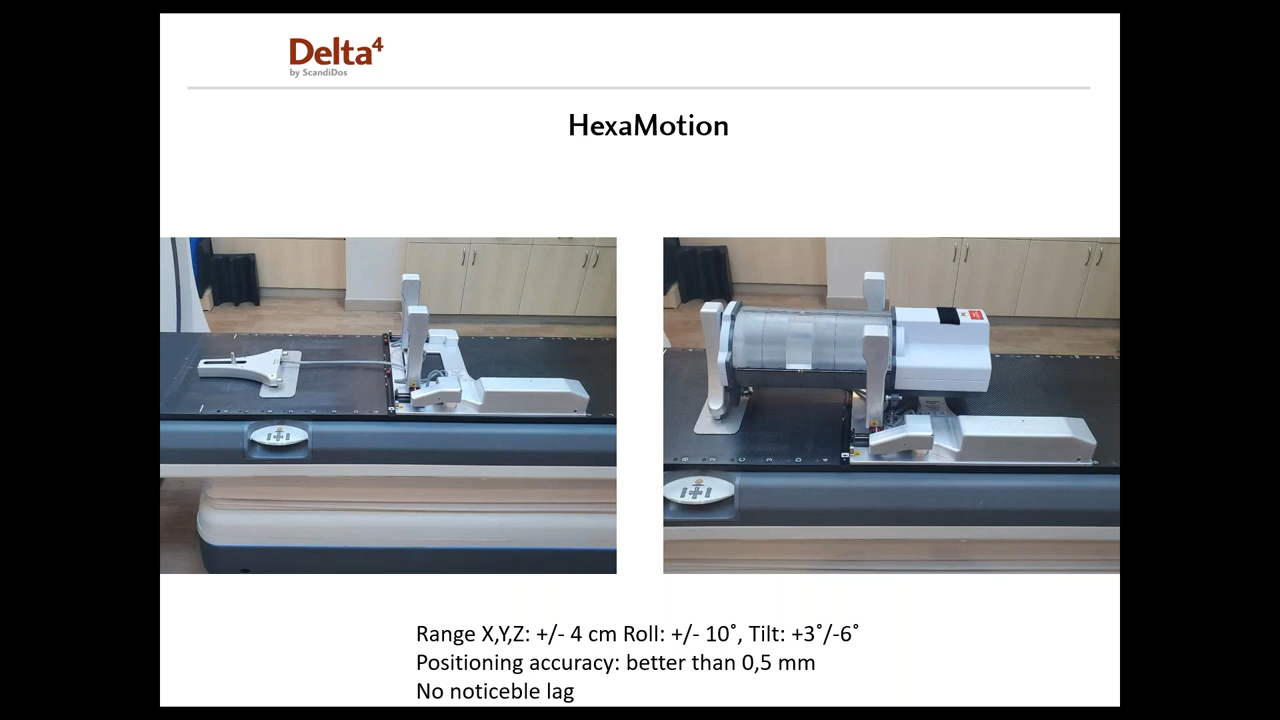 Delta⁴
by ScandiDos
HexaMotion
Range X,Y,Z: +/- 4 cm Roll: +/- 10˚, Tilt: +3˚/-6˚
Positioning accuracy: better than 0,5 mm
No noticeble lag